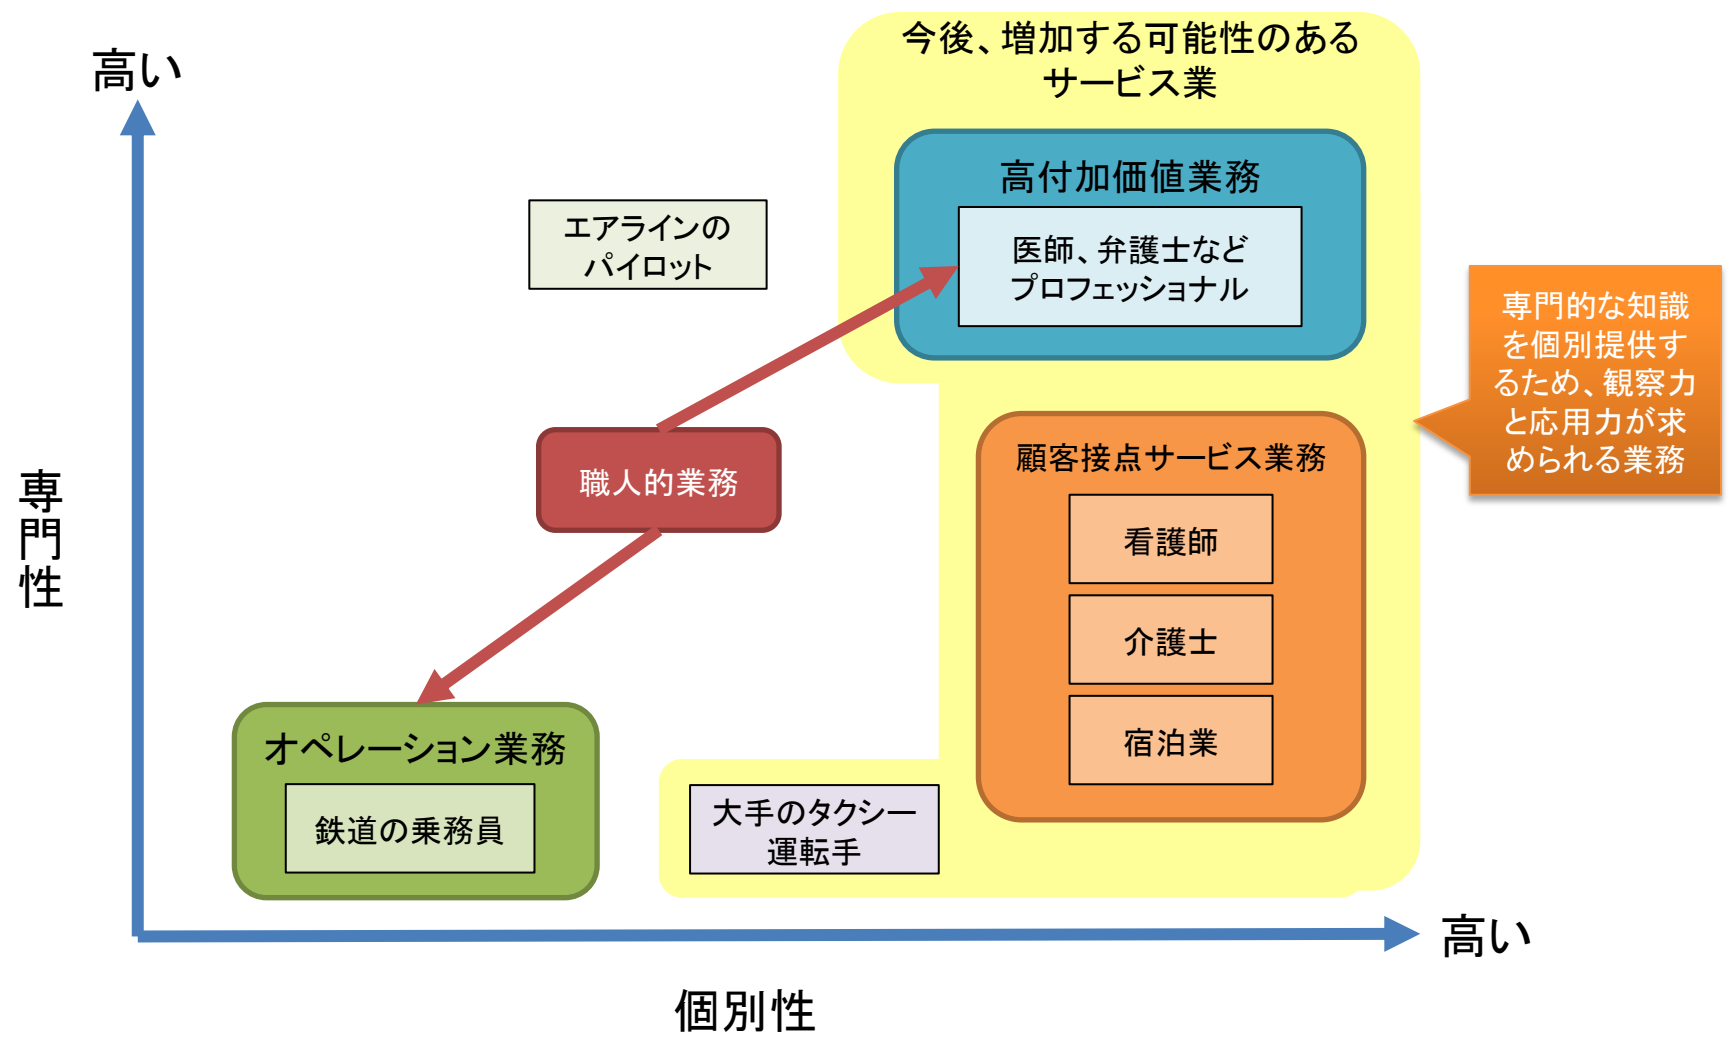 今後、増加する可能性のある
サービス業
高い
高付加価値業務
エアラインの
パイロット
医師、弁護士など
プロフェッショナル
専門的な知識
を個別提供す
るため、観察力
と応用力が求
められる業務
職人的業務
顧客接点サービス業務
看護師
介護士
宿泊業
専門性
オペレーション業務
鉄道の乗務員
大手のタクシー
運転手
高い
個別性